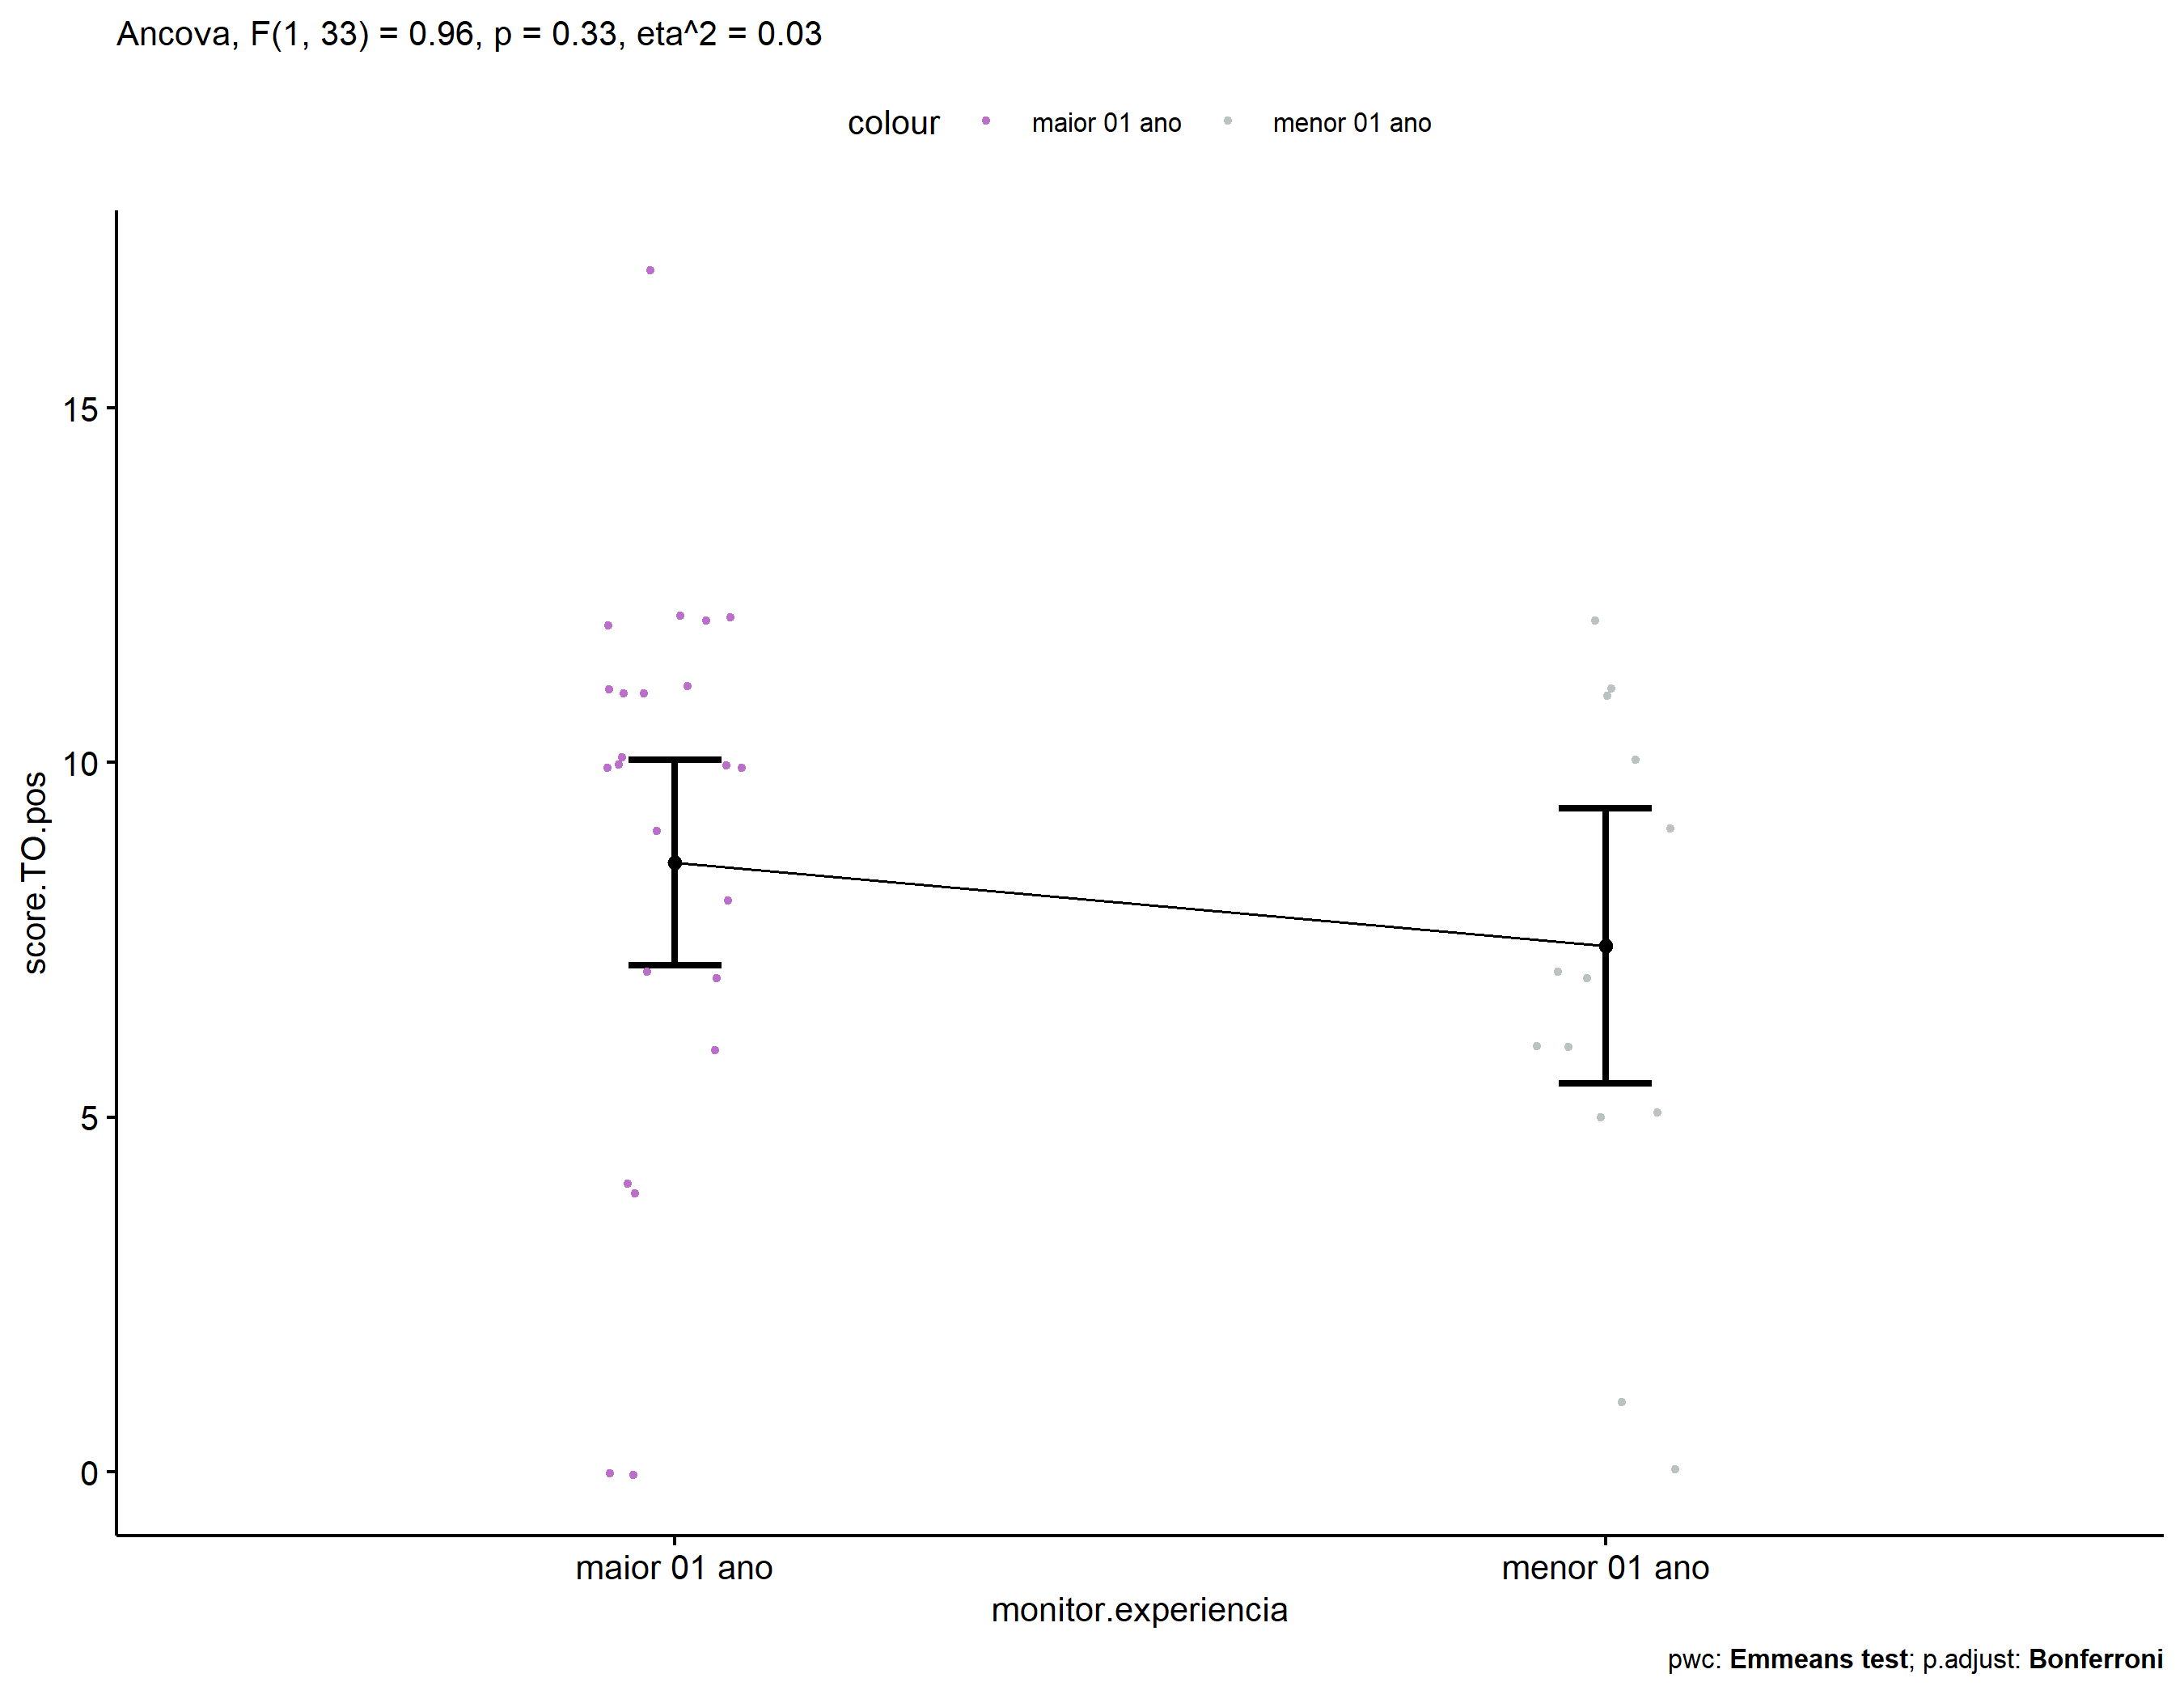 Ancova, F(1, 33) = 0.96, p = 0.33, eta^2 = 0.03
colour maior 01 ano menor 01 ano
15
10
5
0
score.TO.pos
maior 01 ano menor 01 ano
monitor.experiencia
pwc: Emmeans test; p.adjust: Bonferroni